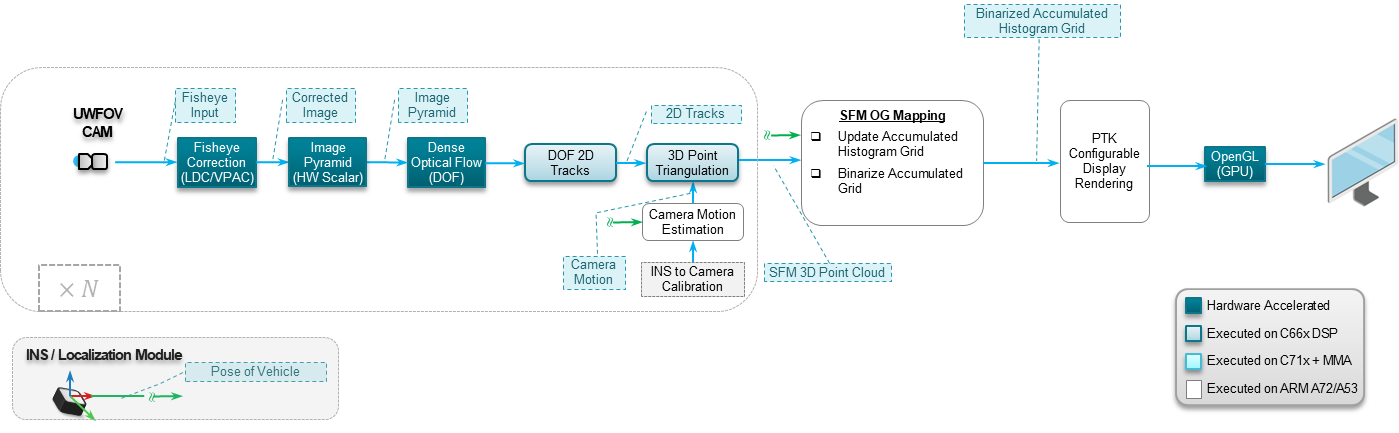 Binarized Accumulated
Histogram Grid
UWFOV
CAM
Fisheye
Input
Corrected
Image
Image
Pyramid
2D Tracks
Fisheye
Correction
(LDC/VPAC)
Image
Pyramid
(HW Scalar)
Dense
Optical Flow
(DOF)
DOF 2D
Tracks
3D Point
Triangulation
SFM OG Mapping
❑ Update Accumulated
Histogram Grid
❑ Binarize Accumulated
Grid
PTK
Configurable
Display
Rendering
OpenGL
(GPU)
Camera Motion
Estimation
Camera
Motion
INS to Camera
Calibration
SFM 3D Point Cloud
× N
INS / Localization Module
Pose of Vehicle
Hardware Accelerated
Executed on C66x DSP
Executed on C71x + MMA
Executed on ARM A72/A53